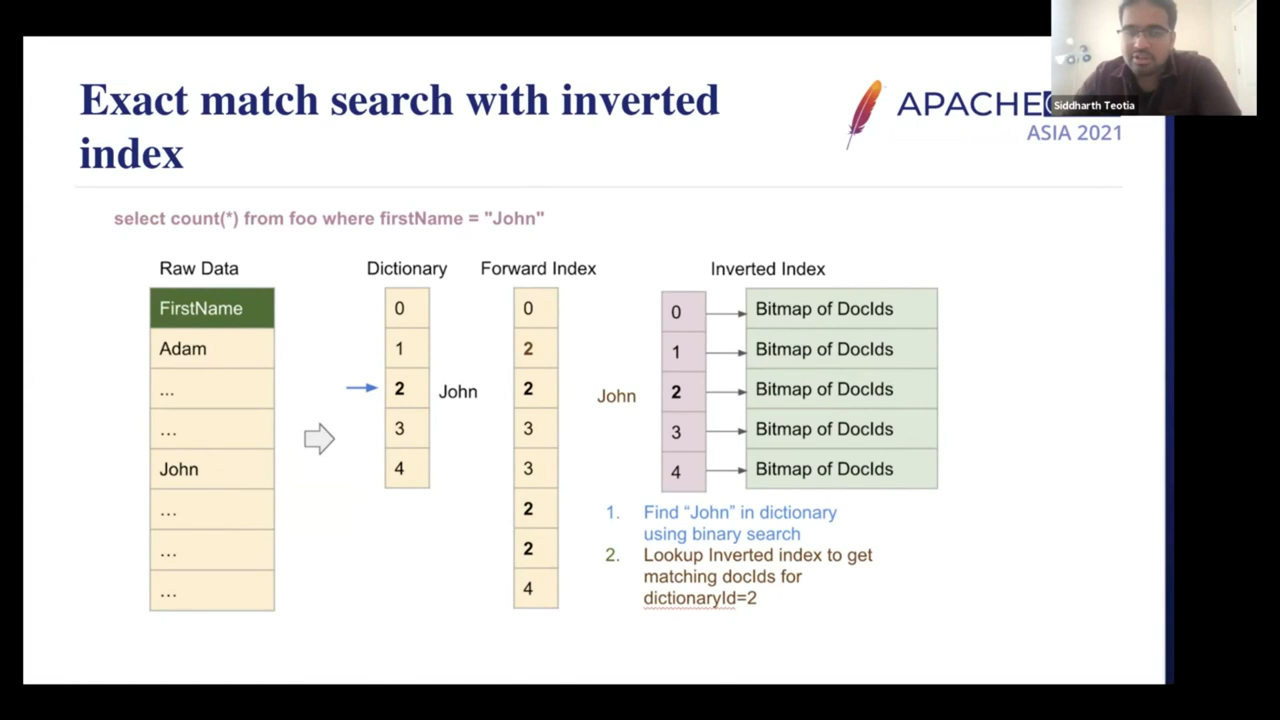 Exact match search with inverted
index
APACHE
ASIA 2021
Siddharth Teotia
select count(*) from foo where firstName = "John"
Raw Data
FirstName
Adam
...
...
John
...
...
...
Dictionary
0
1
2
3
4
John
Forward Index
0
2
2
3
3
2
2
4
Inverted Index
John
0
1
2
3
4
Bitmap of DocIds
Bitmap of DocIds
Bitmap of DocIds
Bitmap of DocIds
Bitmap of DocIds
1. Find “John” in dictionary
using binary search
2. Lookup Inverted index to get
matching docIds for
dictionaryId=2